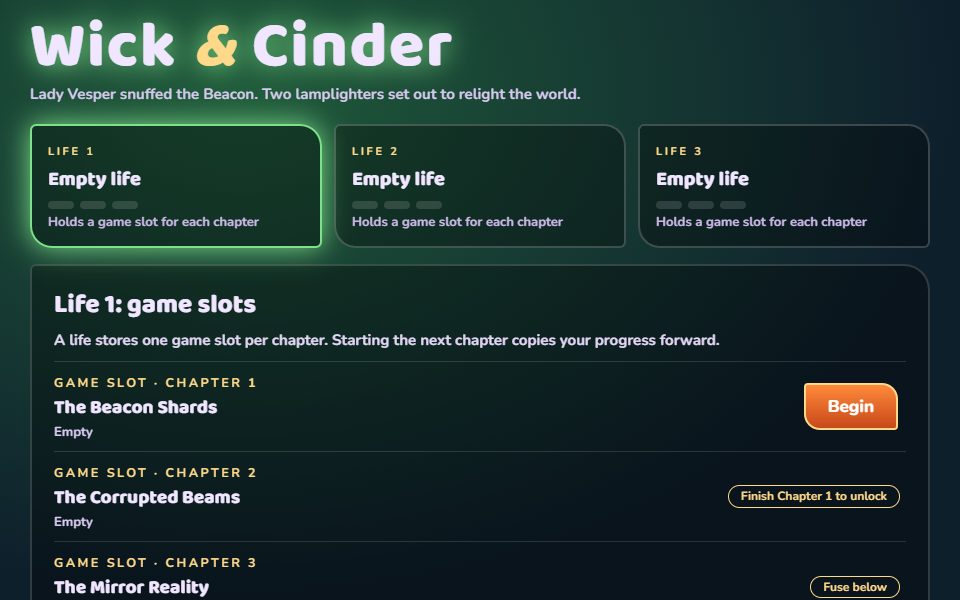 Wick & Cinder
Lady Vesper snuffed the Beacon. Two lamplighters set out to relight the world.
LIFE 1
Empty life
Holds a game slot for each chapter
LIFE 2
Empty life
Holds a game slot for each chapter
LIFE 3
Empty life
Holds a game slot for each chapter
Life 1: game slots
A life stores one game slot per chapter. Starting the next chapter copies your progress forward.
GAME SLOT · CHAPTER 1
The Beacon Shards
Empty
Begin
GAME SLOT · CHAPTER 2
The Corrupted Beams
Empty
Finish Chapter 1 to unlock
GAME SLOT · CHAPTER 3
The Mirror Reality
Fuse below